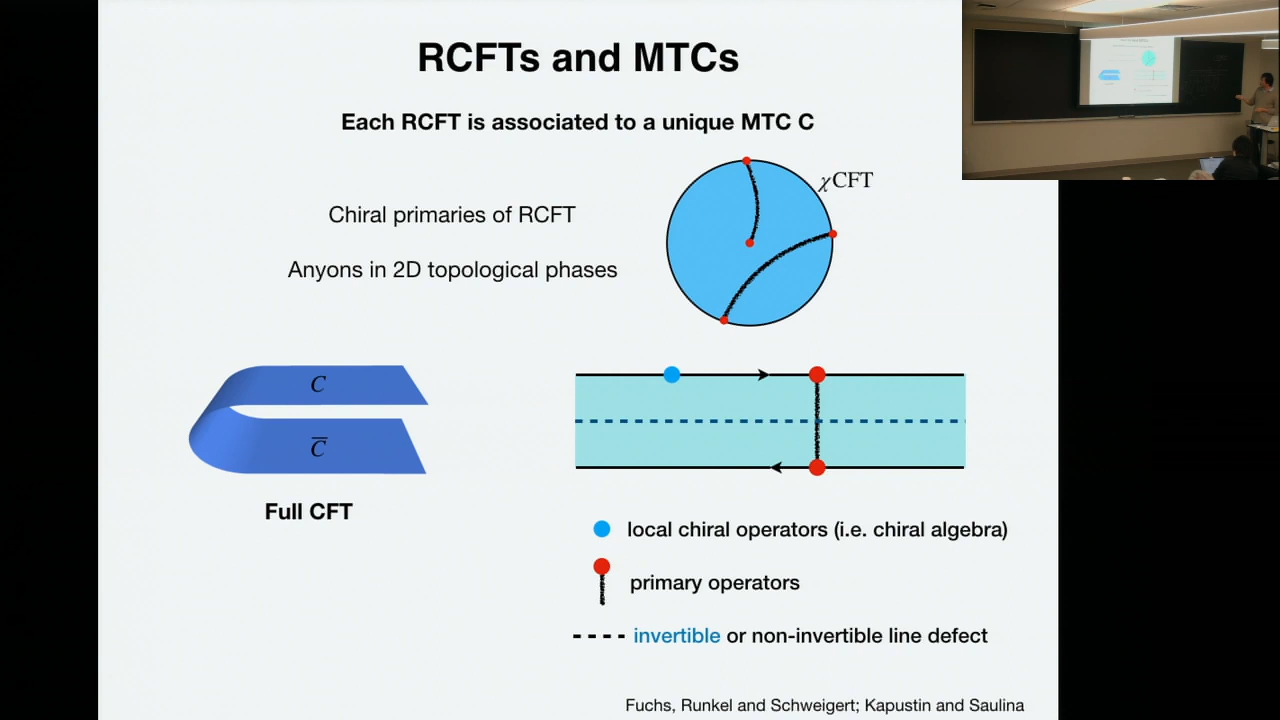 RCFTs and MTCs
Each RCFT is associated to a unique MTC C
χCFT
Chiral primaries of RCFT
Anyons in 2D topological phases
C
C̅
Full CFT
local chiral operators (i.e. chiral algebra)
primary operators
invertible or non-invertible line defect
Fuchs, Runkel and Schweigert; Kapustin and Saulina